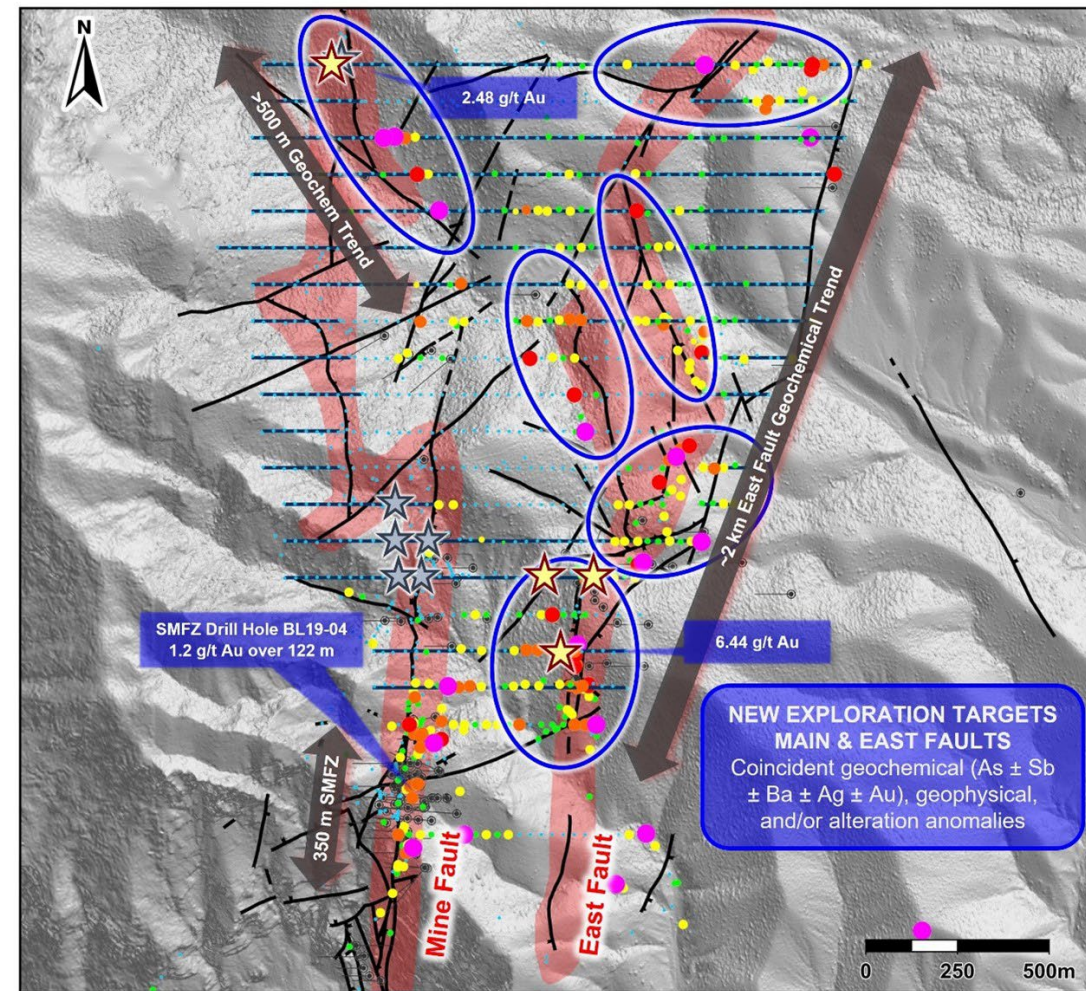 N
2.48 g/t Au
>500 m Geochem Trend
~2 km East Fault Geochemical Trend
SMFZ Drill Hole BL19-04
1.2 g/t Au over 122 m
6.44 g/t Au
NEW EXPLORATION TARGETS
MAIN & EAST FAULTS
Coincident geochemical (As ± Sb
± Ba ± Ag ± Au), geophysical,
and/or alteration anomalies
350 m SMFZ
Mine Fault
East Fault
0 250 500m